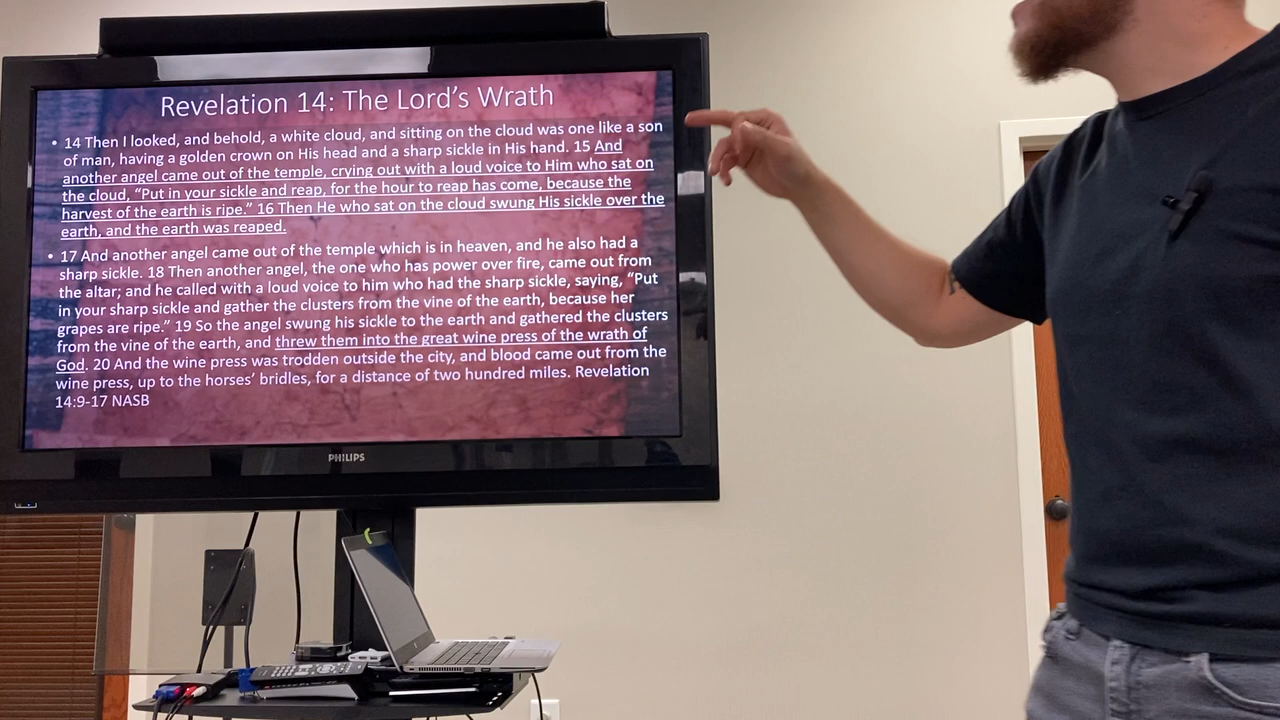 Revelation 14: The Lord's Wrath
• 14 Then I looked, and behold, a white cloud, and sitting on the cloud was one like a son
of man, having a golden crown on His head and a sharp sickle in His hand. 15 And
another angel came out of the temple, crying out with a loud voice to Him who sat on
the cloud, “Put in your sickle and reap, for the hour to reap has come, because the
harvest of the earth is ripe.” 16 Then He who sat on the cloud swung His sickle over the
earth, and the earth was reaped.
• 17 And another angel came out of the temple which is in heaven, and he also had a
sharp sickle. 18 Then another angel, the one who has power over fire, came out from
the altar; and he called with a loud voice to him who had the sharp sickle, saying, “Put
in your sharp sickle and gather the clusters from the vine of the earth, because her
grapes are ripe.” 19 So the angel swung his sickle to the earth and gathered the clusters
from the vine of the earth, and threw them into the great wine press of the wrath of
God. 20 And the wine press was trodden outside the city, and blood came out from the
wine press, up to the horses’ bridles, for a distance of two hundred miles. Revelation
14:9-17 NASB
PHILIPS